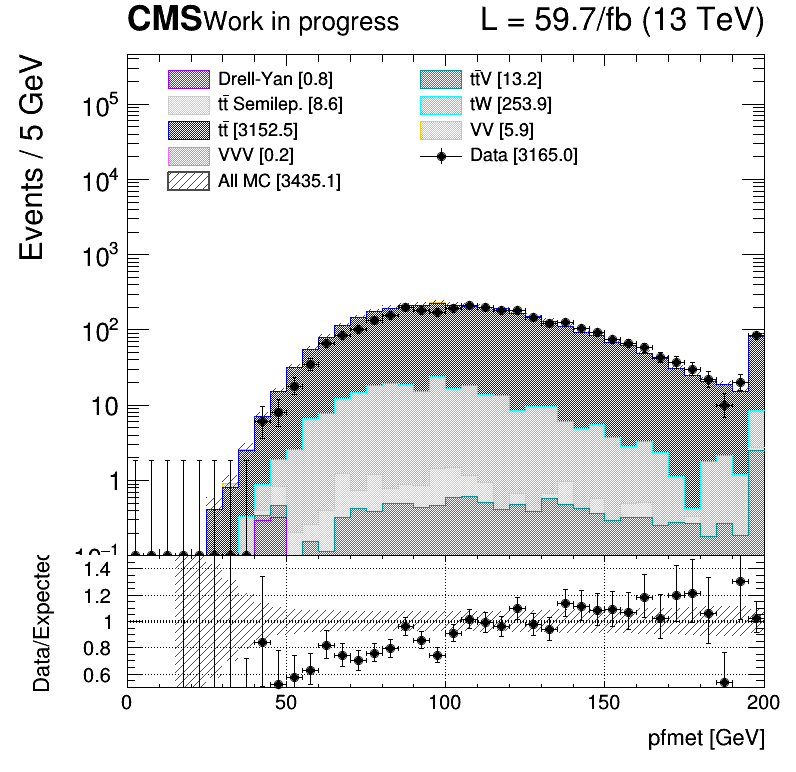 CMS Work in progress L = 59.7/fb (13 TeV)
Events / 5 GeV
Drell-Yan [0.8]
tt̄ Semilep. [8.6]
tt̄ [3152.5]
VVV [0.2]
All MC [3435.1]
tt̄V [13.2]
tW [253.9]
VV [5.9]
Data [3165.0]
10⁵
10⁴
10³
10²
10
1
10⁻¹
Data/Expected
1.4
1.2
1
0.8
0.6
0 50 100 150 200
pfmet [GeV]